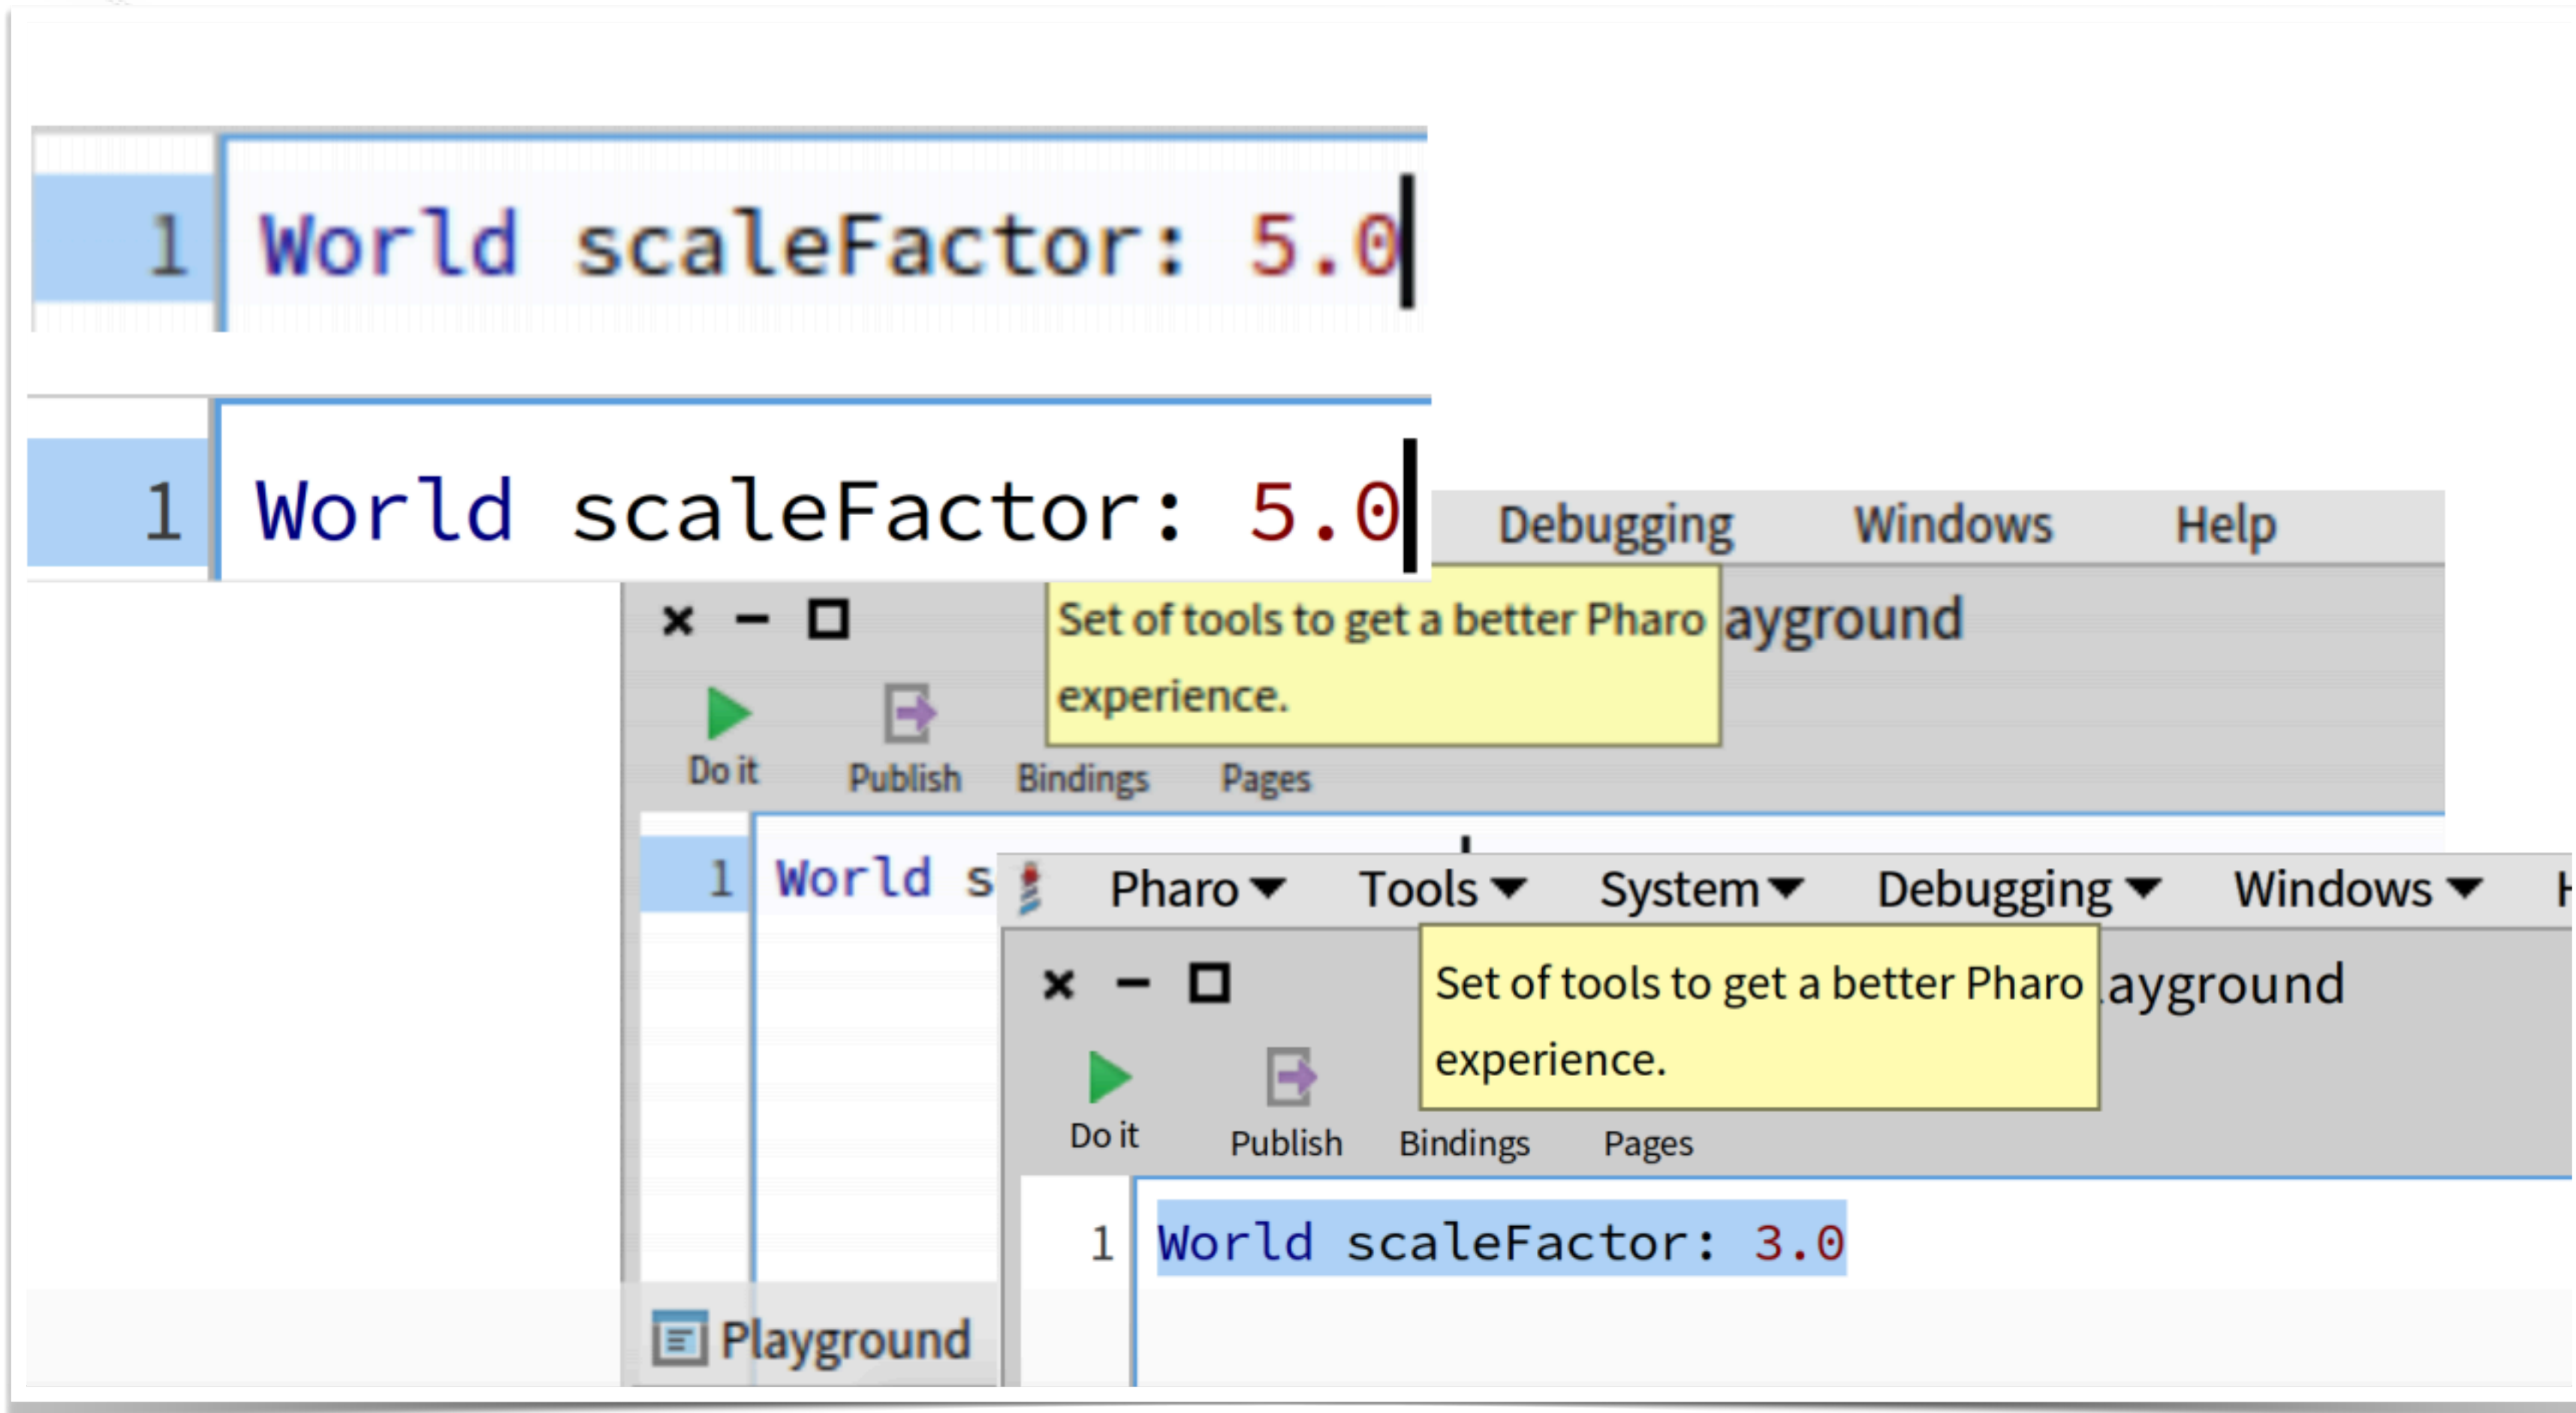 1 World scaleFactor: 5.0
1 World scaleFactor: 5.0
Debugging Windows Help
Set of tools to get a better Pharo
experience.
ayground
Do it Publish Bindings Pages
1 World s
Pharo Tools System Debugging Windows
Set of tools to get a better Pharo
experience.
ayground
Do it Publish Bindings Pages
1 World scaleFactor: 3.0
Playground